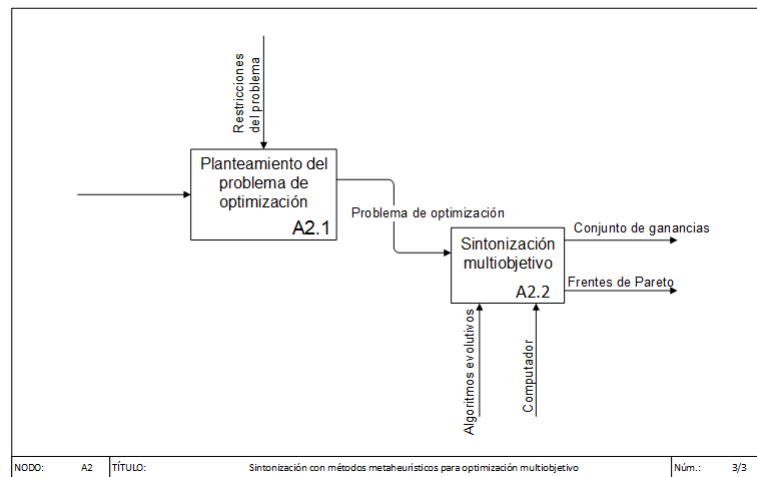 Restricciones
del problema
Planteamiento del
problema de
optimización
A2.1
Problema de optimización
Sintonización
multiobjetivo
A2.2
Conjunto de ganancias
Frentes de Pareto
Algoritmos evolutivos
Computador
NODO: A2 TÍTULO: Sintonización con métodos metaheurísticos para optimización multiobjetivo Núm.: 3/3